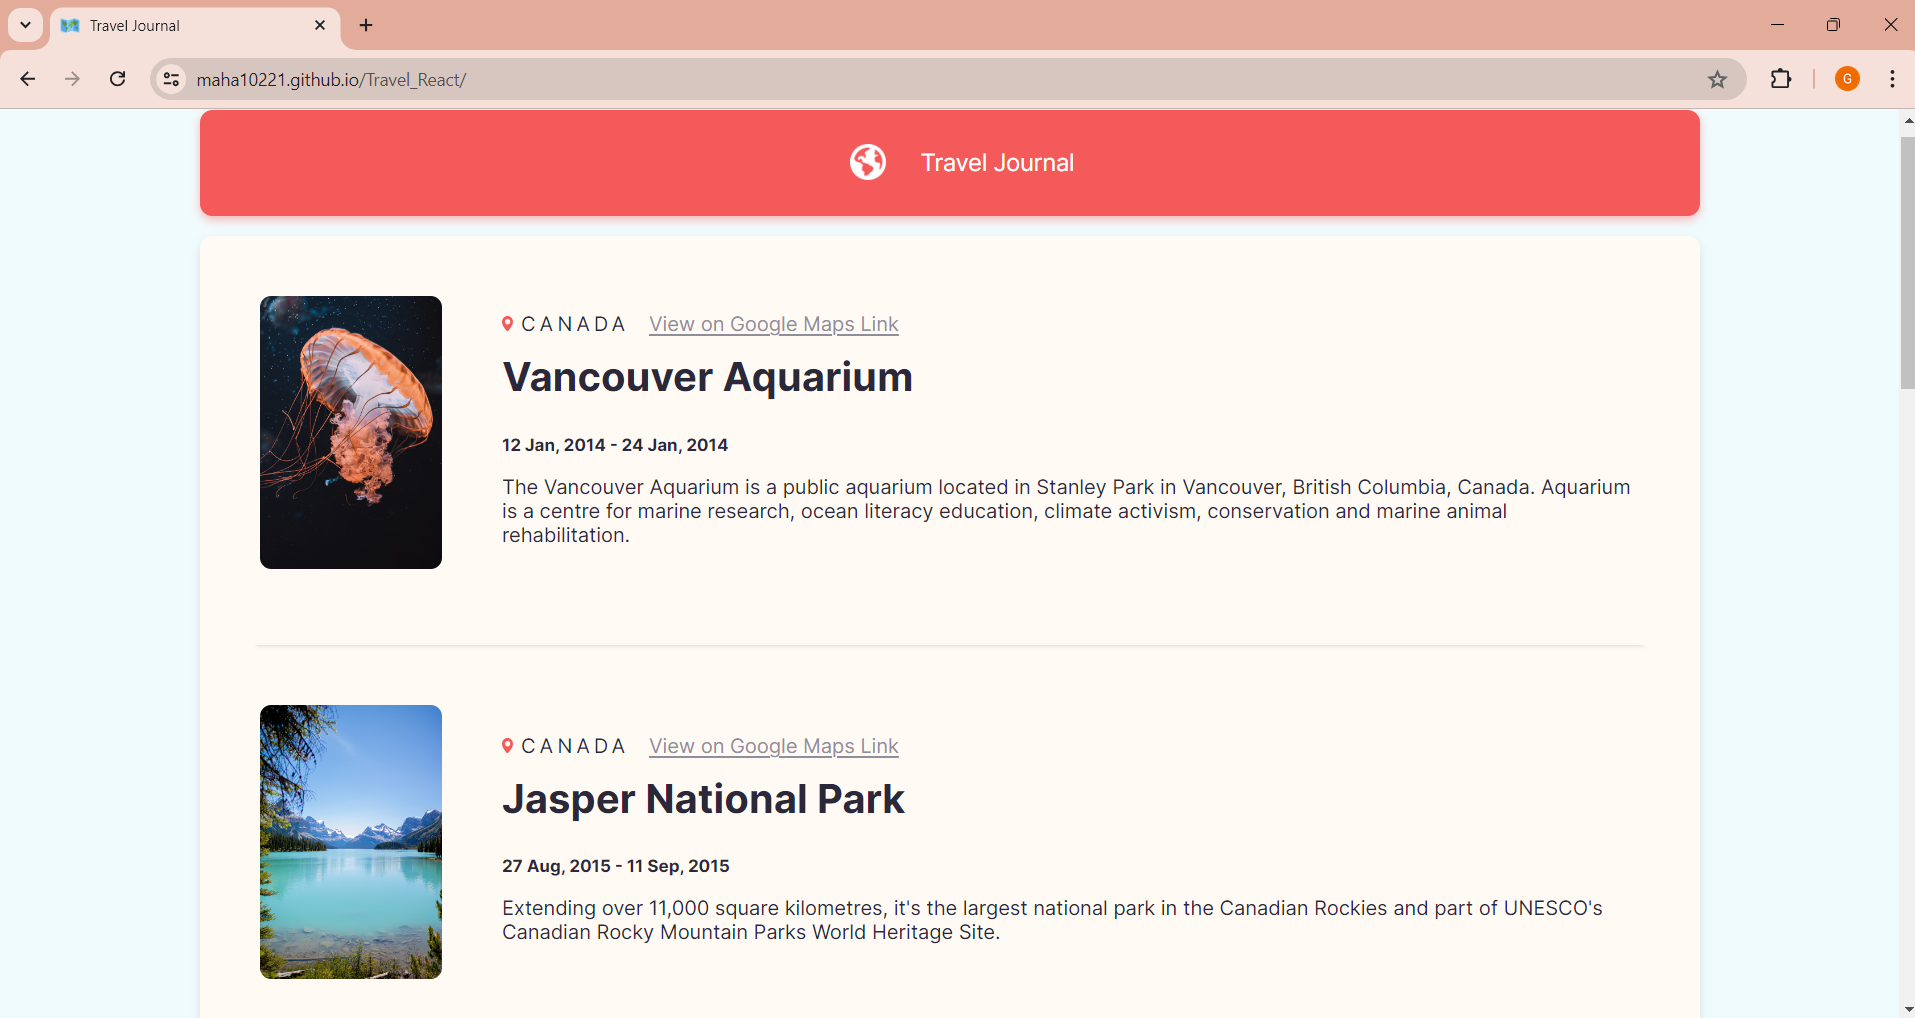 Travel Journal
maha10221.github.io/Travel_React/
G
Travel Journal
CANADA View on Google Maps Link
Vancouver Aquarium
12 Jan, 2014 - 24 Jan, 2014
The Vancouver Aquarium is a public aquarium located in Stanley Park in Vancouver, British Columbia, Canada. Aquarium
is a centre for marine research, ocean literacy education, climate activism, conservation and marine animal
rehabilitation.
CANADA View on Google Maps Link
Jasper National Park
27 Aug, 2015 - 11 Sep, 2015
Extending over 11,000 square kilometres, it's the largest national park in the Canadian Rockies and part of UNESCO's
Canadian Rocky Mountain Parks World Heritage Site.